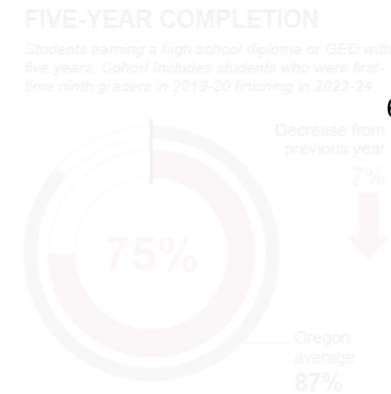 FIVE-YEAR COMPLETION
Students earning a high school diploma or GED with
five years. Cohort includes students who were first-
time ninth graders in 2019-20 finishing in 2023-24.
Decrease from
previous year
7%
75%
Oregon
average
87%